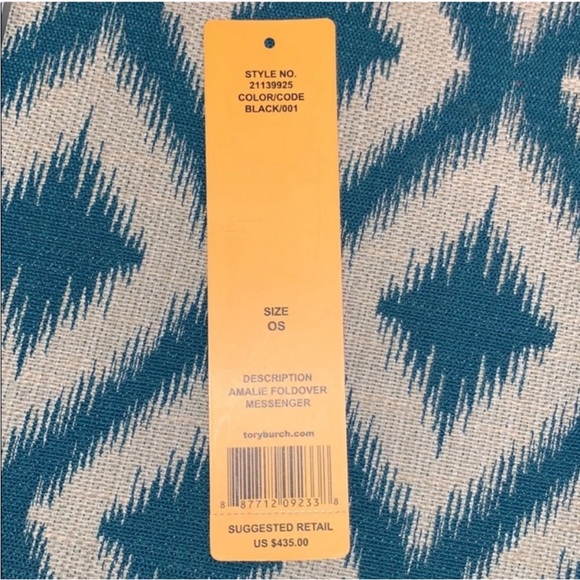 STYLE NO.
21139925
COLOR/CODE
BLACK/001
SIZE
OS
DESCRIPTION
AMALIE FOLDOVER
MESSENGER
toryburch.com
8 87712 09233 8
SUGGESTED RETAIL
US $435.00